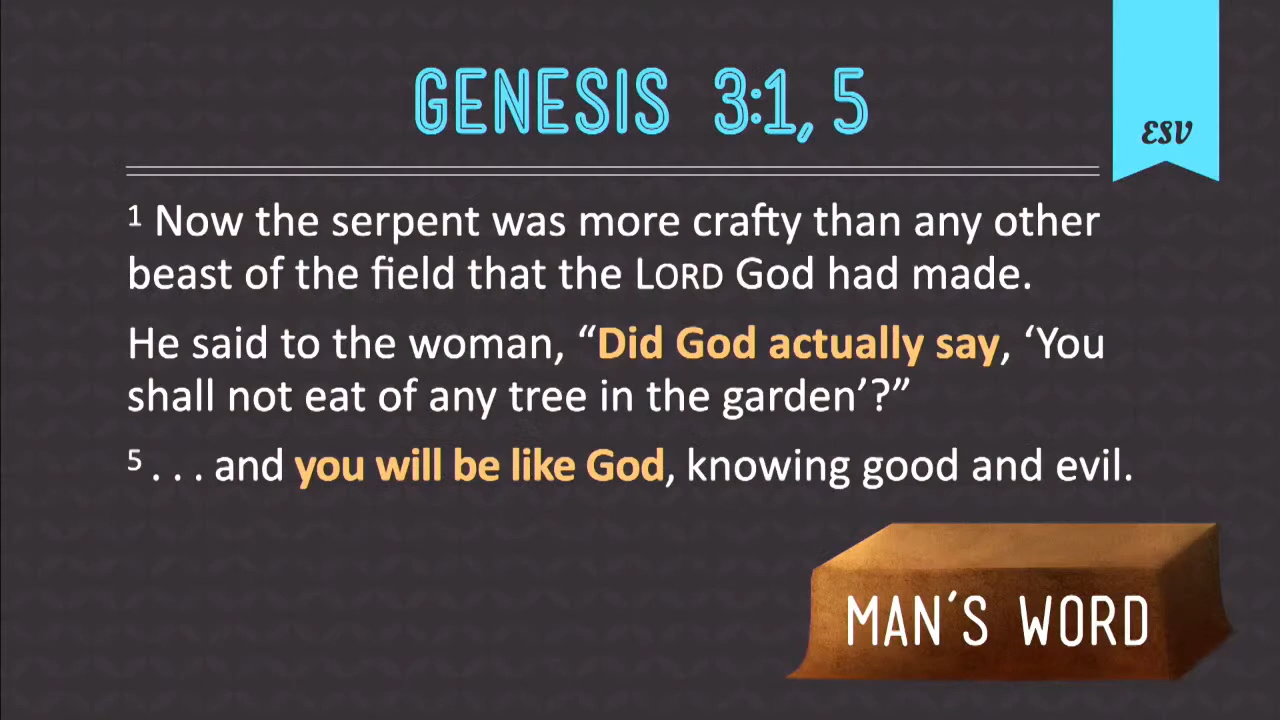 GENESIS 3:1, 5
ESV
¹ Now the serpent was more crafty than any other
beast of the field that the LORD God had made.
He said to the woman, “Did God actually say, ‘You
shall not eat of any tree in the garden’?”
⁵ . . . and you will be like God, knowing good and evil.
MAN'S WORD